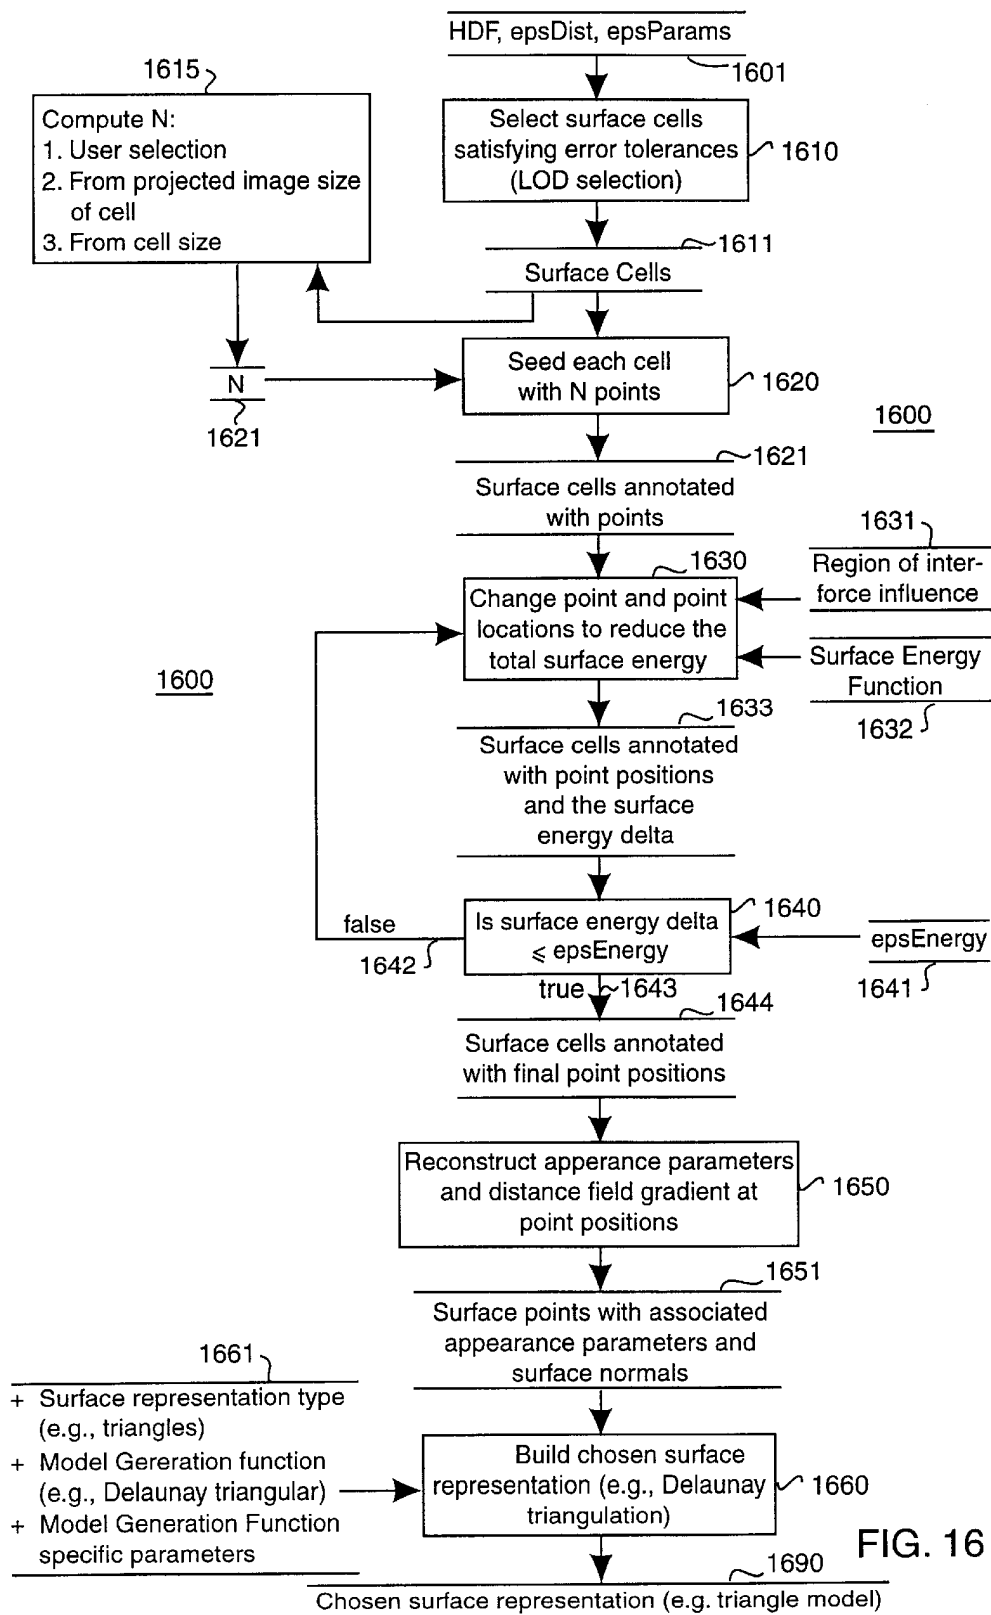 HDF, epsDist, epsParams
1601
1615
Compute N:
1. User selection
2. From projected image size
of cell
3. From cell size
Select surface cells
satisfying error tolerances
(LOD selection)
1610
1611
Surface Cells
Seed each cell
with N points
1620
N
1621
1600
1621
Surface cells annotated
with points
1631
Region of inter-
force influence
1630
Change point and point
locations to reduce the
total surface energy
Surface Energy
Function
1632
1600
1633
Surface cells annotated
with point positions
and the surface
energy delta
1640
Is surface energy delta
⩽ epsEnergy
false
1642
epsEnergy
1641
true
1643
1644
Surface cells annotated
with final point positions
Reconstruct apperance parameters
and distance field gradient at
point positions
1650
1651
Surface points with associated
appearance parameters and
surface normals
1661
+ Surface representation type
(e.g., triangles)
+ Model Gereration function
(e.g., Delaunay triangular)
+ Model Generation Function
specific parameters
Build chosen surface
representation (e.g., Delaunay
triangulation)
1660
FIG. 16
1690
Chosen surface representation (e.g. triangle model)